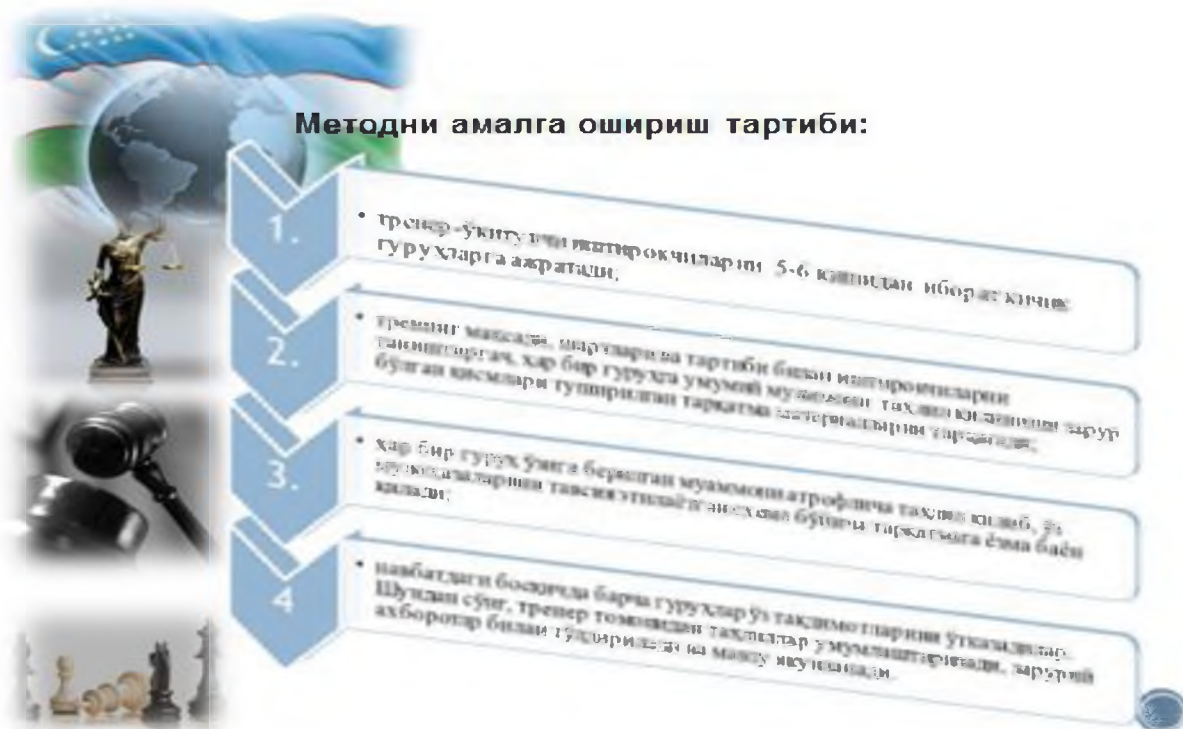 Методни амалга ошириш тартиби:
1.
• тренер-ўқитувчи иштирокчиларни 5-6 кишидан иборат кичик
гуруҳларга ажратади;
2.
• тренинг мақсади, шартлари ва тартиби билан иштирокчиларни
таништиргач, ҳар бир гуруҳга умумий муаммони таҳлил қилиниши зарур
бўлган қисмлари туширилган тарқатма материалларни тарқатади;
3.
• ҳар бир гуруҳ ўзига берилган муаммони атрофлича таҳлил қилиб, ўз
мулоҳазаларини тавсия этилаётган схема бўйича тарқатмага ёзма баён
қилади;
4
• навбатдаги босқичда барча гуруҳлар ўз тақдимотларини ўтказадилар.
Шундан сўнг, тренер томонидан таҳлиллар умумлаштирилади, зарурий
ахборотлар билан тўлдирилади ва мавзу якунланади.